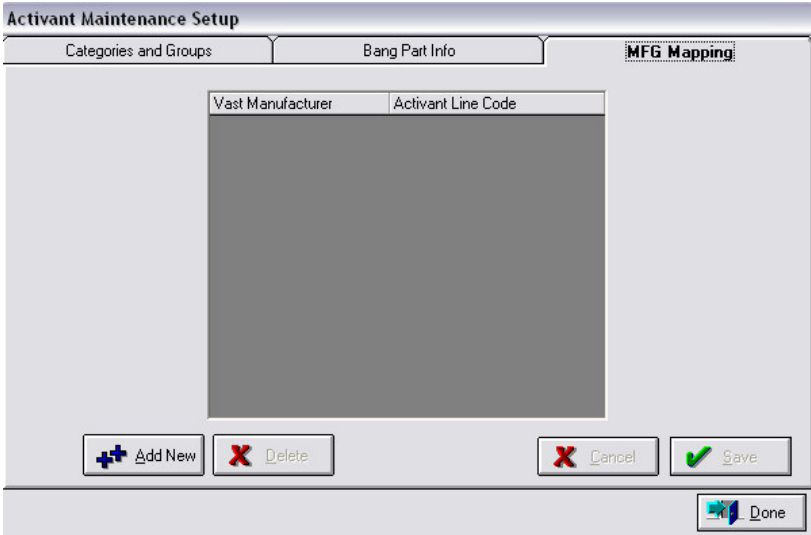 Activant Maintenance Setup
Categories and Groups Bang Part Info MFG Mapping
Vast Manufacturer Activant Line Code
Add New Delete Cancel Save
Done